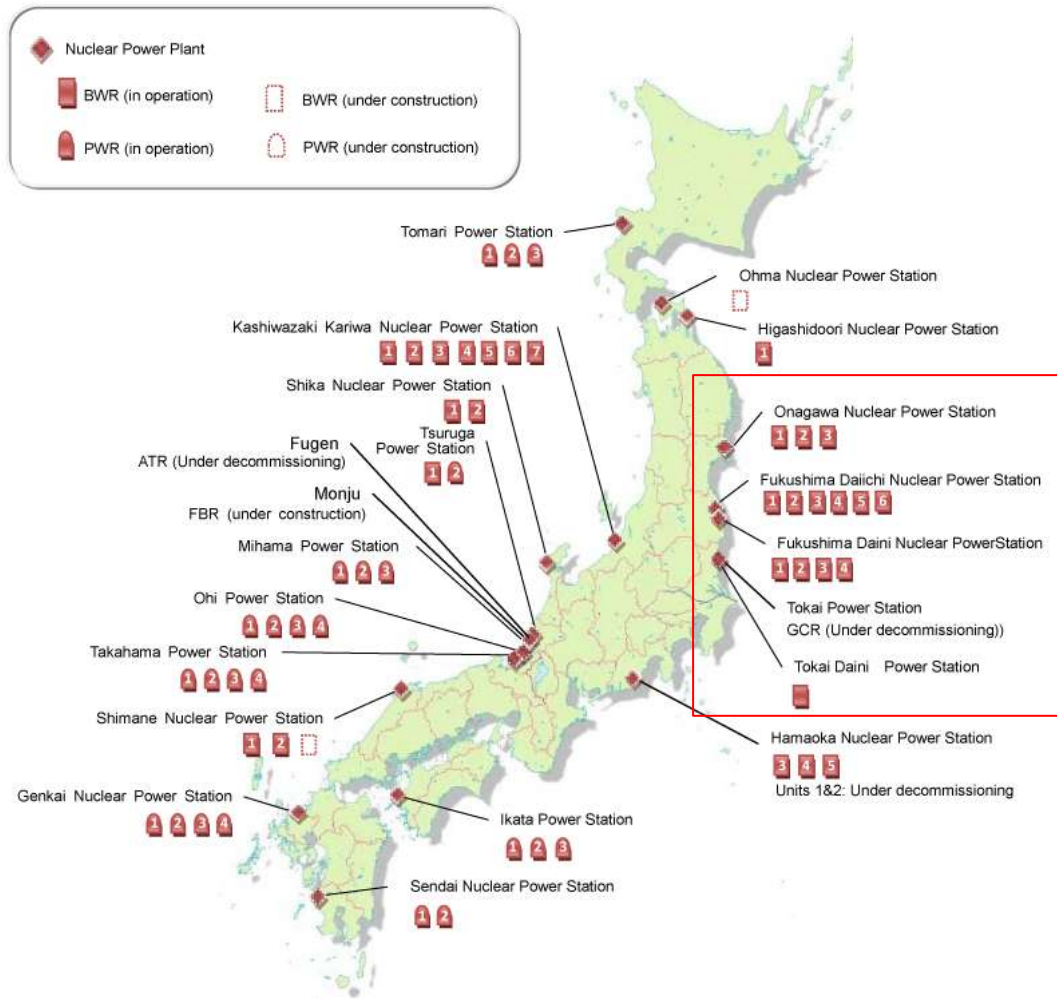 Nuclear Power Plant
BWR (in operation)
BWR (under construction)
PWR (in operation)
PWR (under construction)
Tomari Power Station
1 2 3
Ohma Nuclear Power Station
Higashidoori Nuclear Power Station
1
Kashiwazaki Kariwa Nuclear Power Station
1 2 3 4 5 6 7
Shika Nuclear Power Station
1 2
Tsuruga
Power Station
1 2
Fugen
ATR (Under decommissioning)
Monju
FBR (under construction)
Mihama Power Station
1 2 3
Ohi Power Station
1 2 3 4
Takahama Power Station
1 2 3 4
Shimane Nuclear Power Station
1 2
Genkai Nuclear Power Station
1 2 3 4
Onagawa Nuclear Power Station
1 2 3
Fukushima Daiichi Nuclear Power Station
1 2 3 4 5 6
Fukushima Daini Nuclear PowerStation
1 2 3 4
Tokai Power Station
GCR (Under decommissioning))
Tokai Daini Power Station
Hamaoka Nuclear Power Station
3 4 5
Units 1&2: Under decommissioning
Ikata Power Station
1 2 3
Sendai Nuclear Power Station
1 2